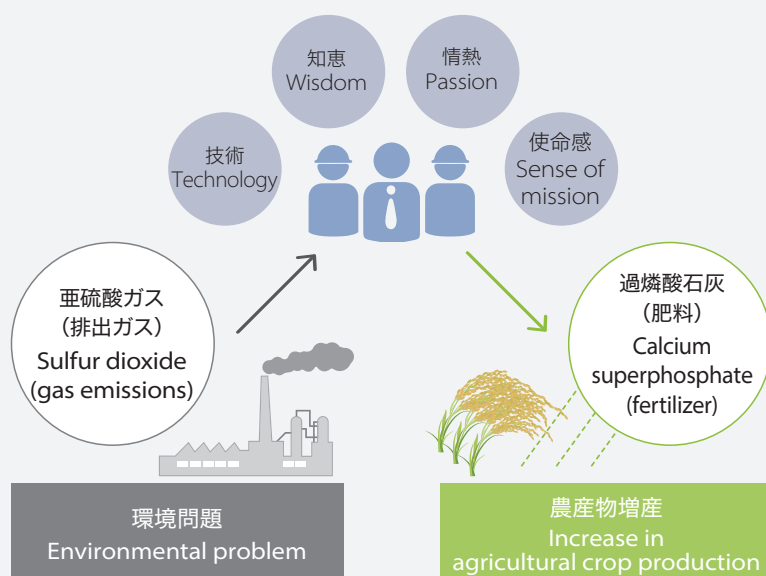 知恵
Wisdom
情熱
Passion
技術
Technology
使命感
Sense of
mission
亜硫酸ガス
（排出ガス）
Sulfur dioxide
(gas emissions)
過燐酸石灰
（肥料）
Calcium
superphosphate
(fertilizer)
環境問題
Environmental problem
農産物増産
Increase in
agricultural crop production